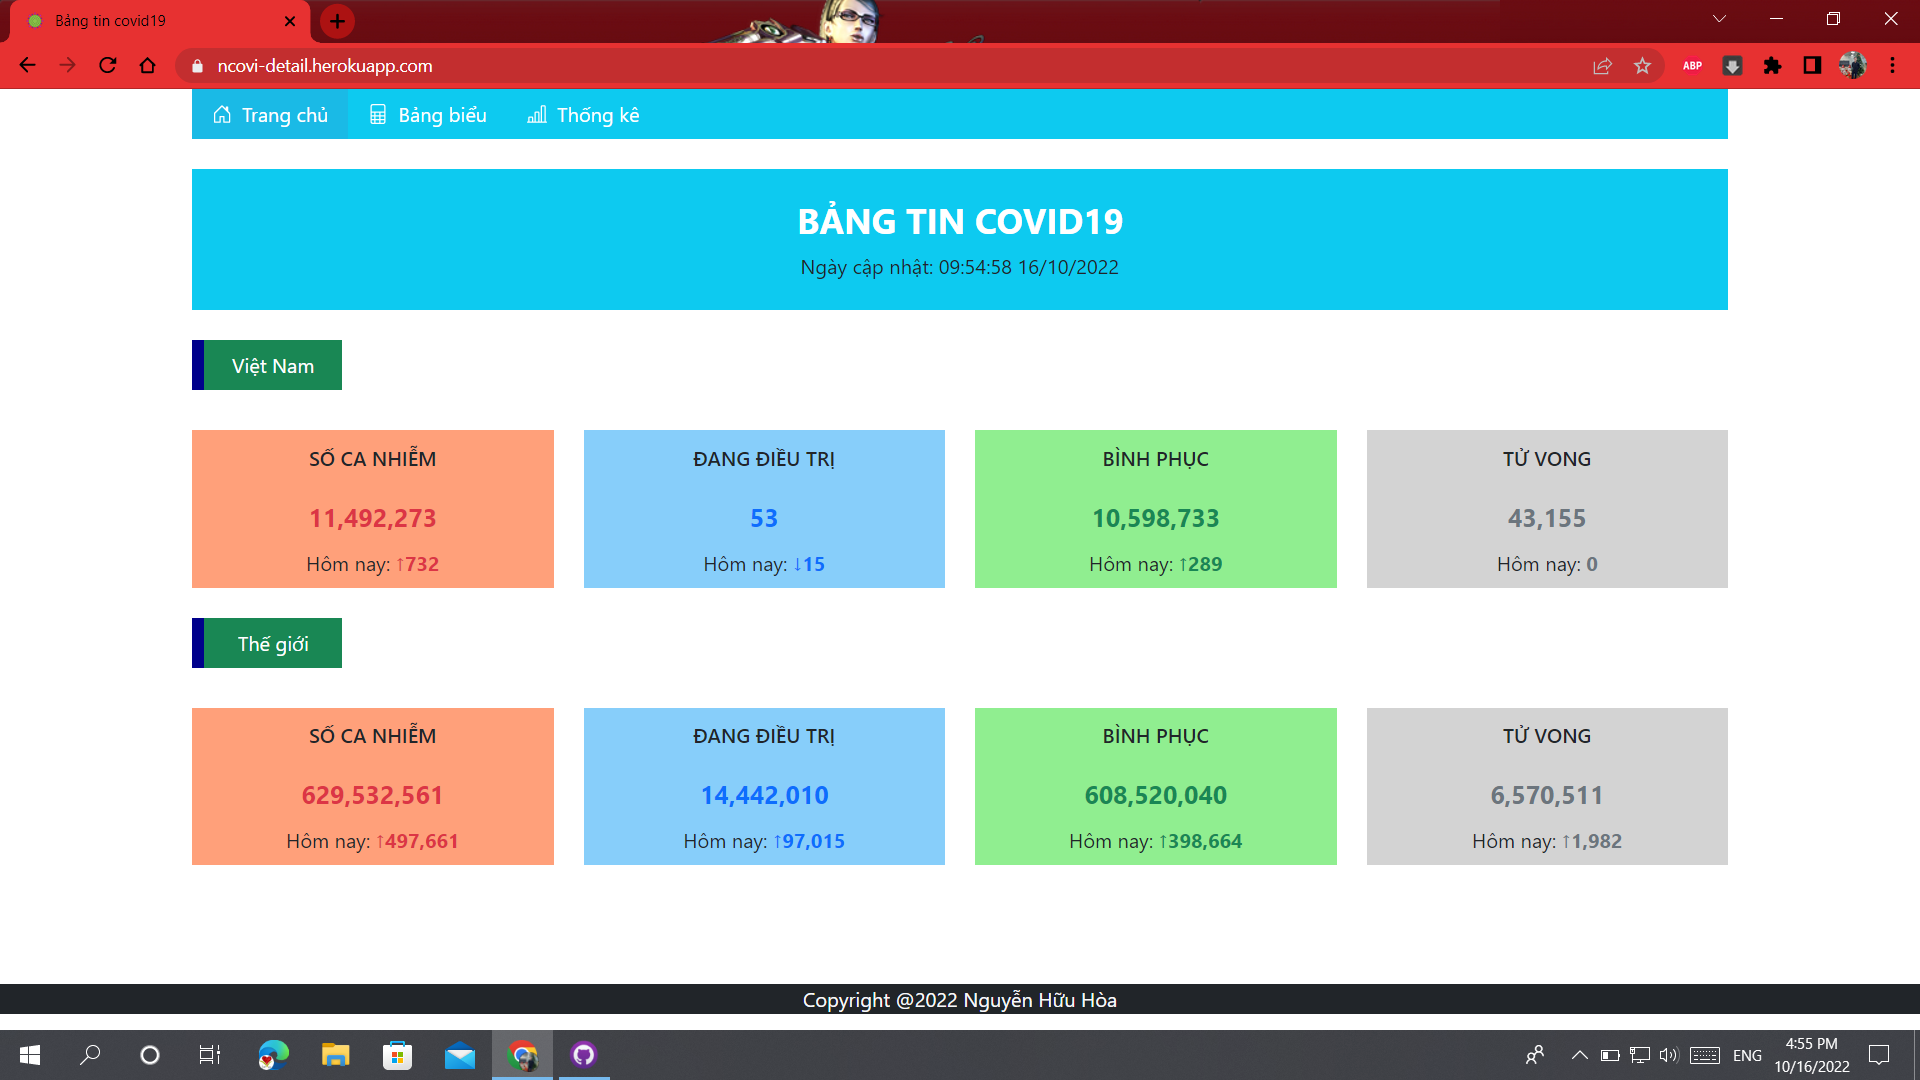 Bảng tin covid19
ncovi-detail.herokuapp.com
ABP
Trang chủ
Bảng biểu
Thống kê
BẢNG TIN COVID19
Ngày cập nhật: 09:54:58 16/10/2022
Việt Nam
SỐ CA NHIỄM
11,492,273
Hôm nay: ↑732
ĐANG ĐIỀU TRỊ
53
Hôm nay: ↓15
BÌNH PHỤC
10,598,733
Hôm nay: ↑289
TỬ VONG
43,155
Hôm nay: 0
Thế giới
SỐ CA NHIỄM
629,532,561
Hôm nay: ↑497,661
ĐANG ĐIỀU TRỊ
14,442,010
Hôm nay: ↑97,015
BÌNH PHỤC
608,520,040
Hôm nay: ↑398,664
TỬ VONG
6,570,511
Hôm nay: ↑1,982
Copyright @2022 Nguyễn Hữu Hòa
ENG
4:55 PM
10/16/2022